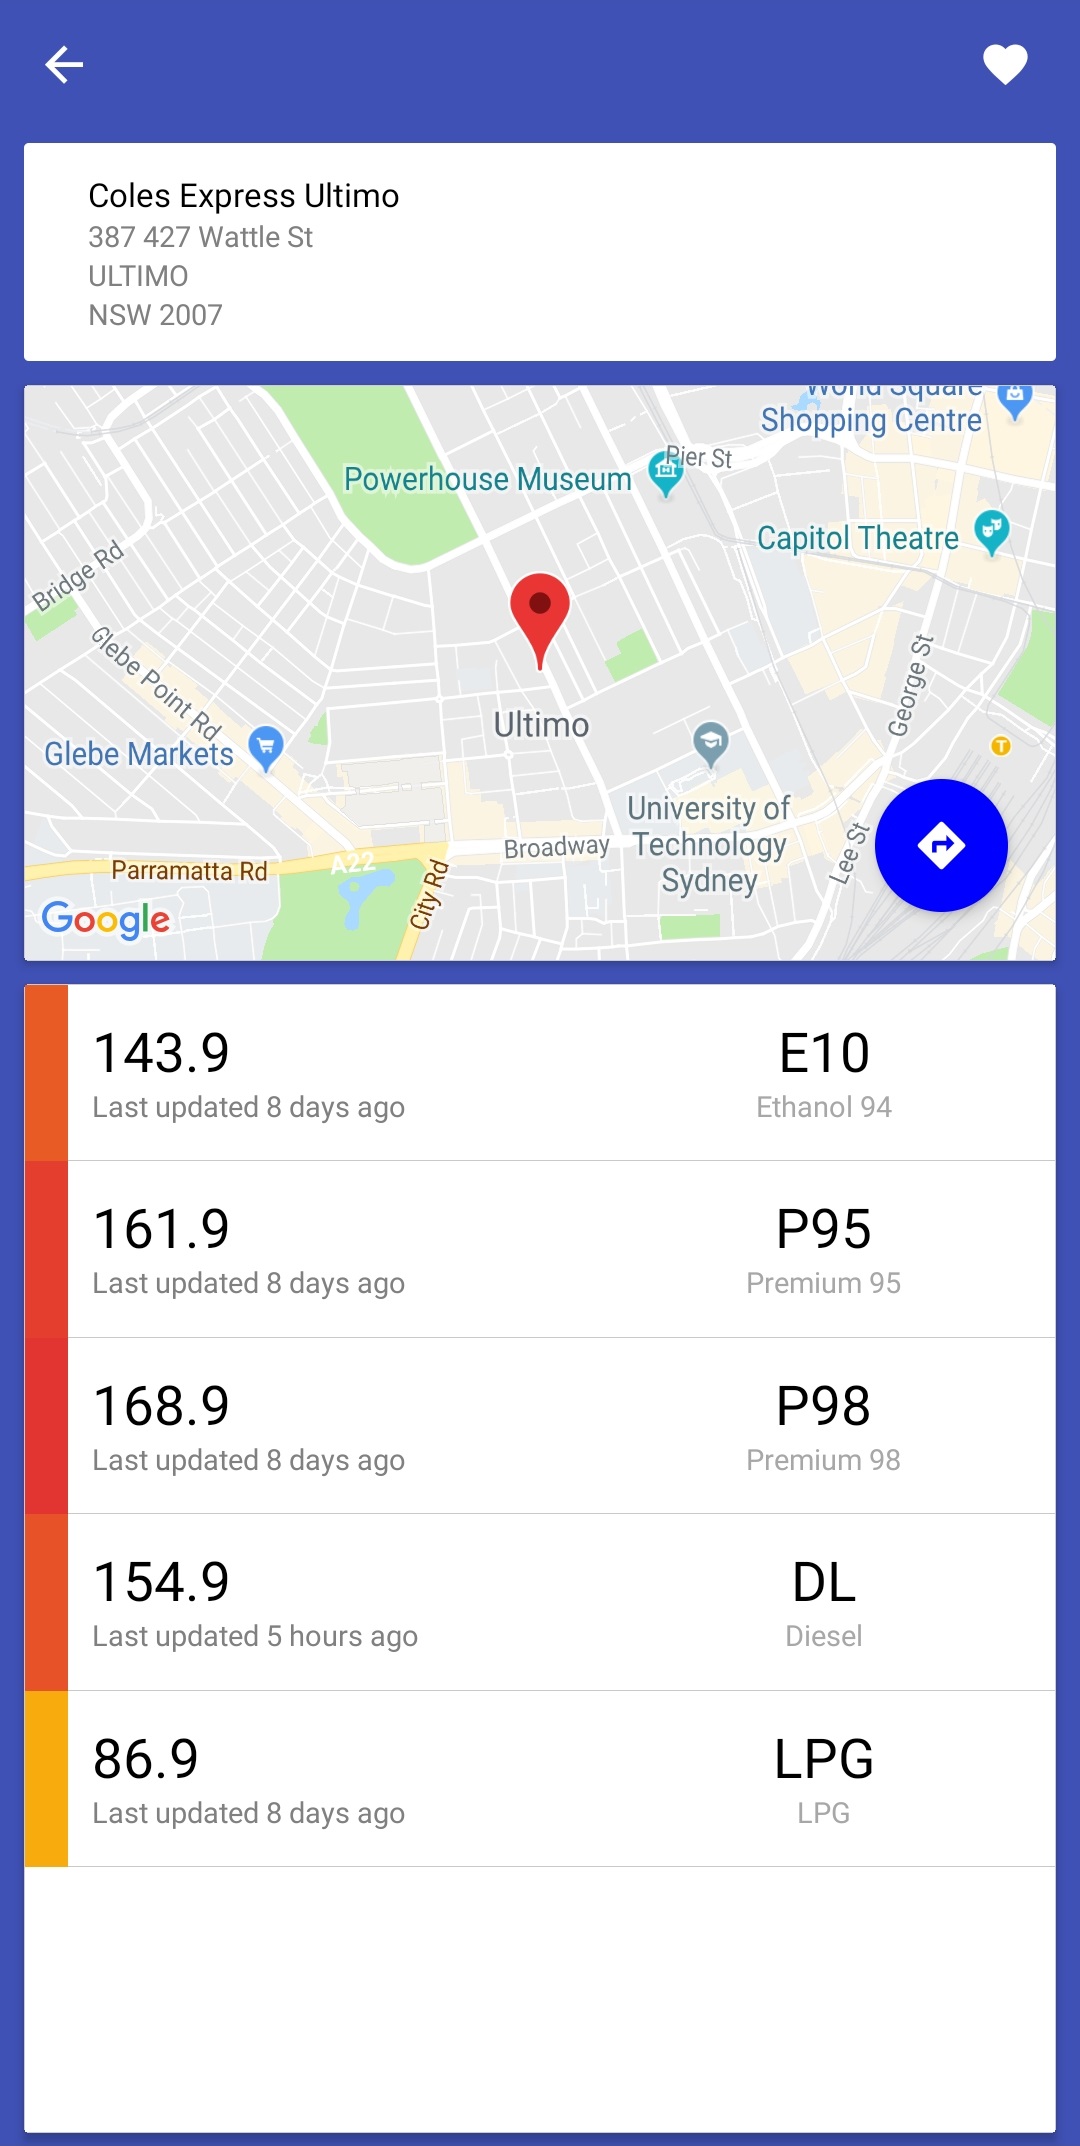 Coles Express Ultimo
387 427 Wattle St
ULTIMO
NSW 2007
World Square
Shopping Centre
Pier St
Powerhouse Museum
Capitol Theatre
Bridge Rd
Glebe Point Rd
George St
Ultimo
Glebe Markets
T
University of
Technology
Sydney
Broadway
Lee St
A22
Parramatta Rd
City Rd
Google
143.9
E10
Last updated 8 days ago
Ethanol 94
161.9
P95
Last updated 8 days ago
Premium 95
168.9
P98
Last updated 8 days ago
Premium 98
154.9
DL
Last updated 5 hours ago
Diesel
86.9
LPG
Last updated 8 days ago
LPG